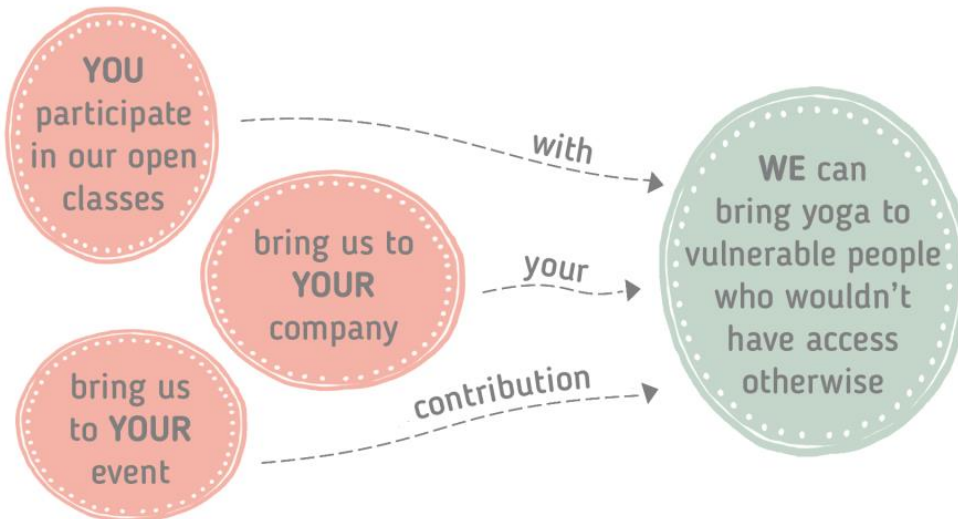 YOU
participate
in our open
classes
bring us to
YOUR
company
bring us
to YOUR
event
with
your
contribution
WE can
bring yoga to
vulnerable people
who wouldn't
have access
otherwise